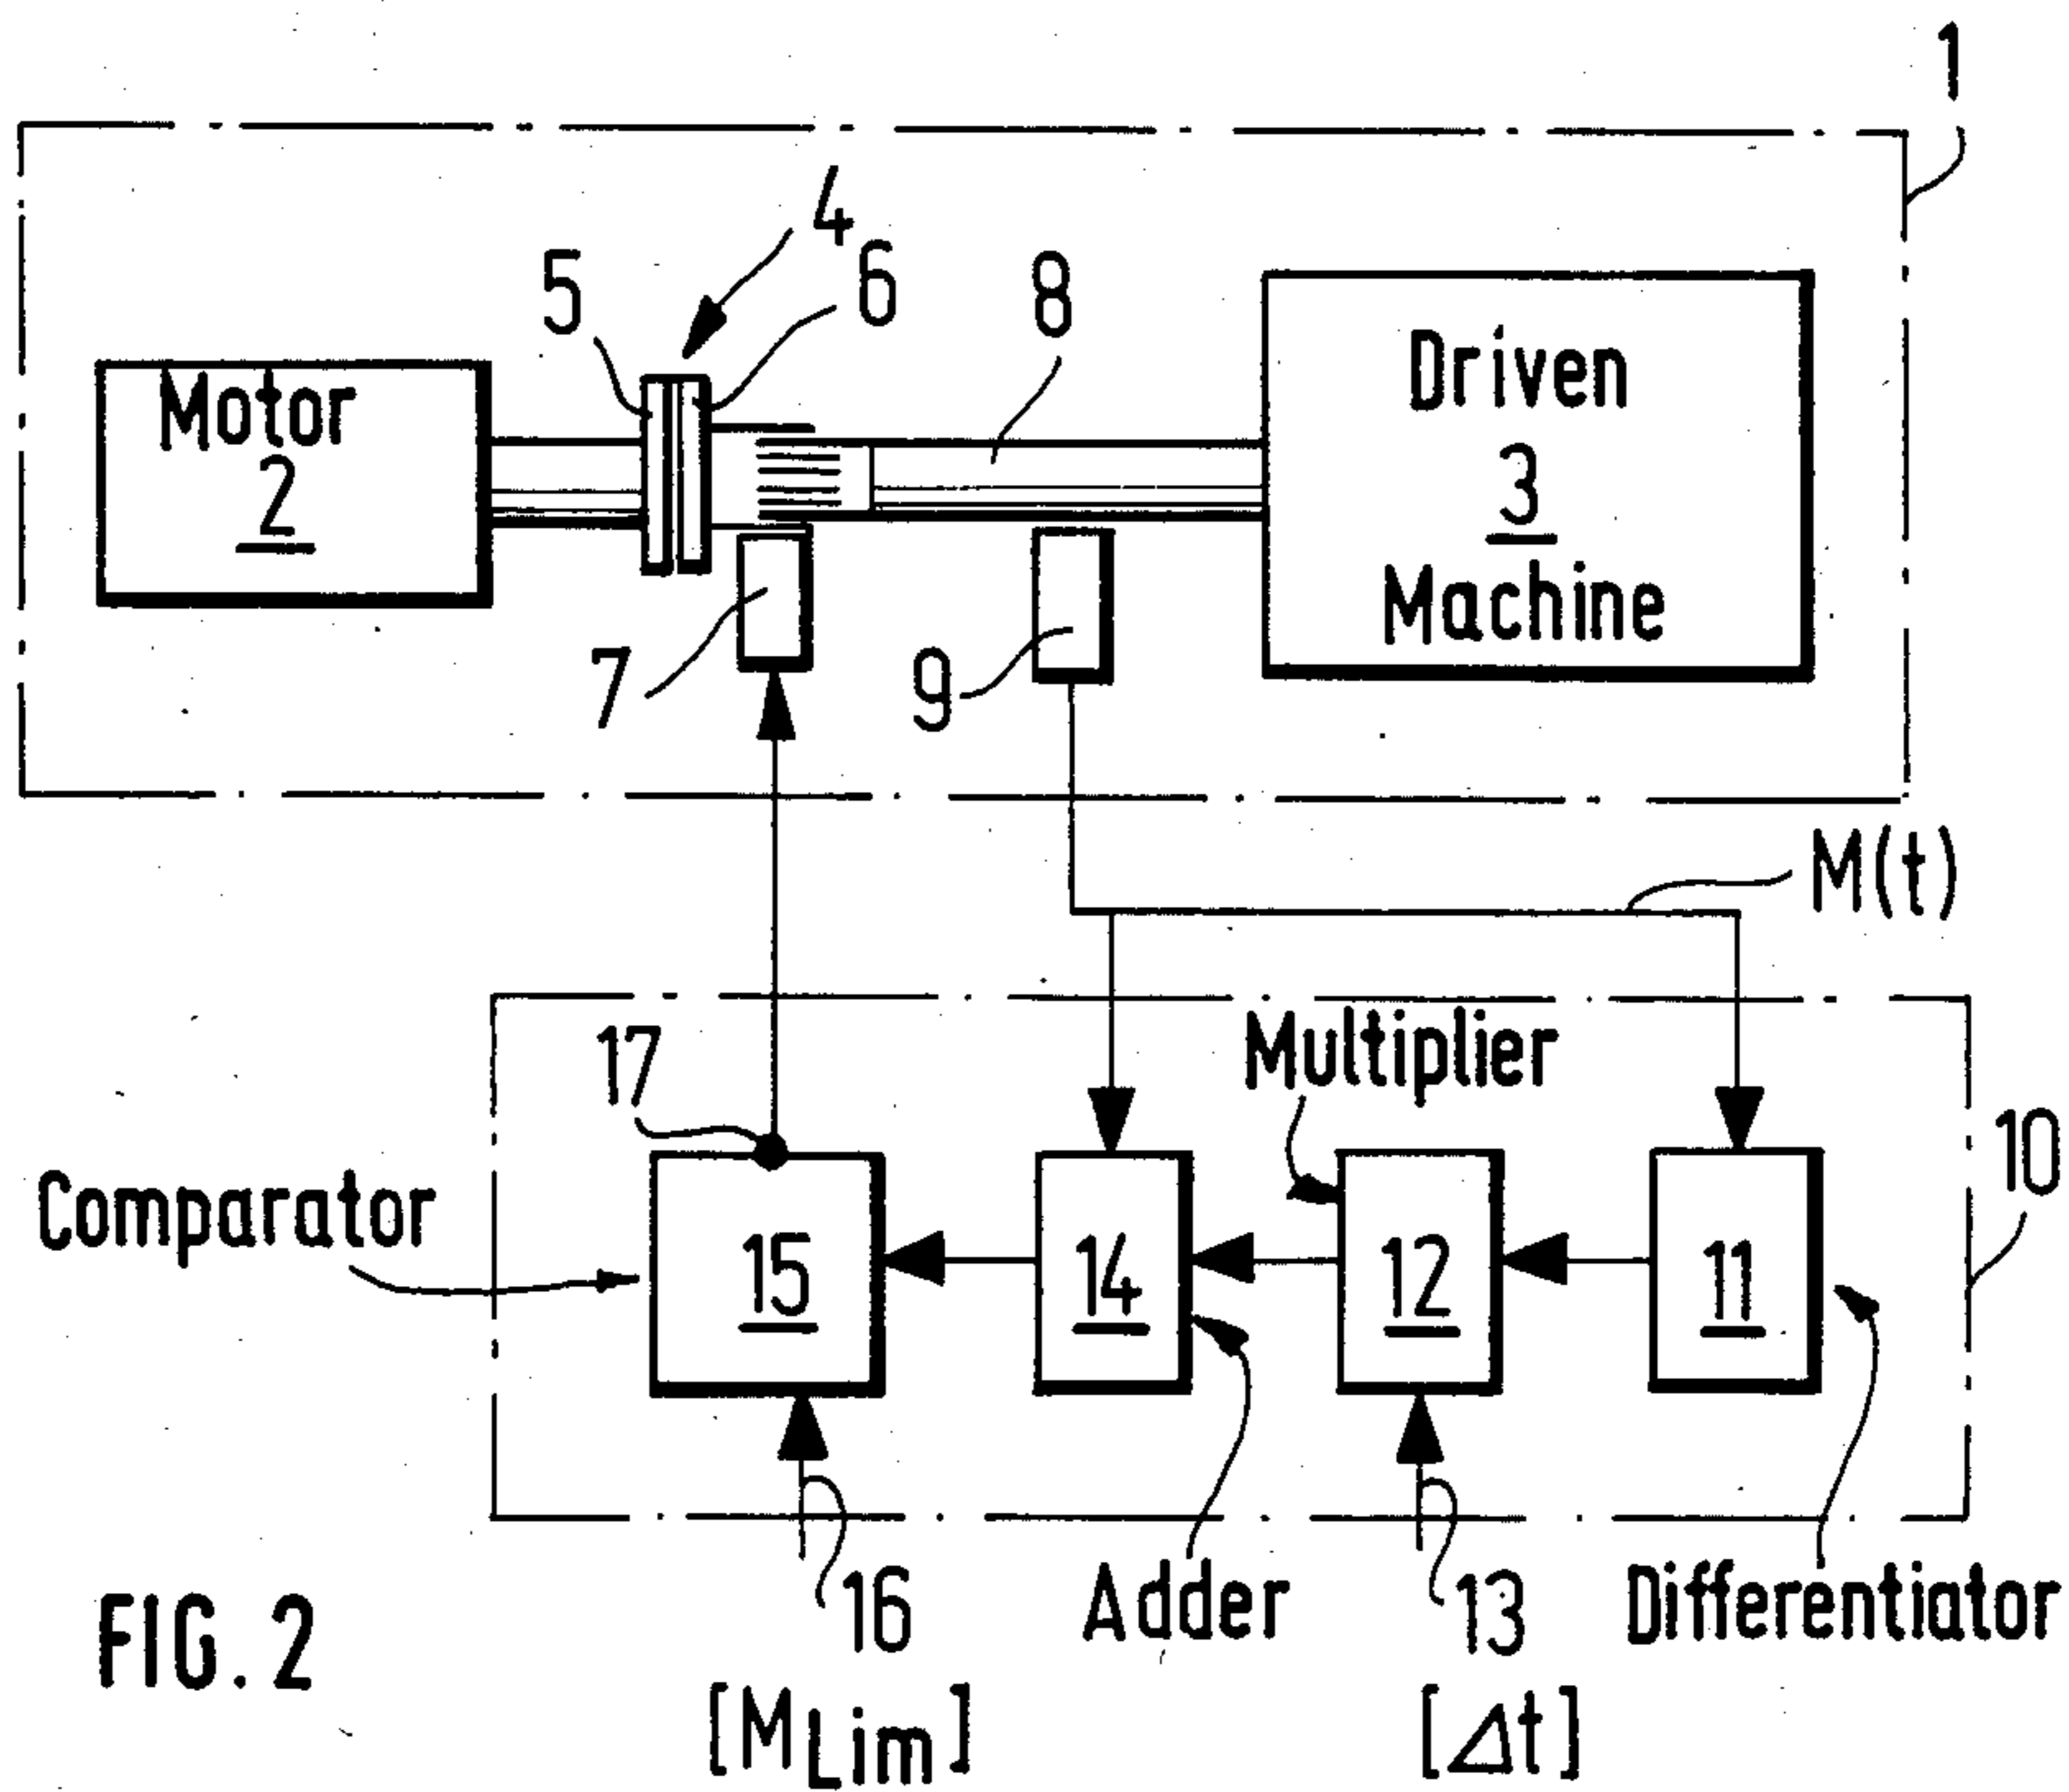 1
4
5
6
8
Motor
2
Driven
3
Machine
7
9
M(t)
17
Multiplier
10
Comparator
15
14
12
11
16
Adder
13
Differentiator
FIG. 2
[MLim]
[Δt]